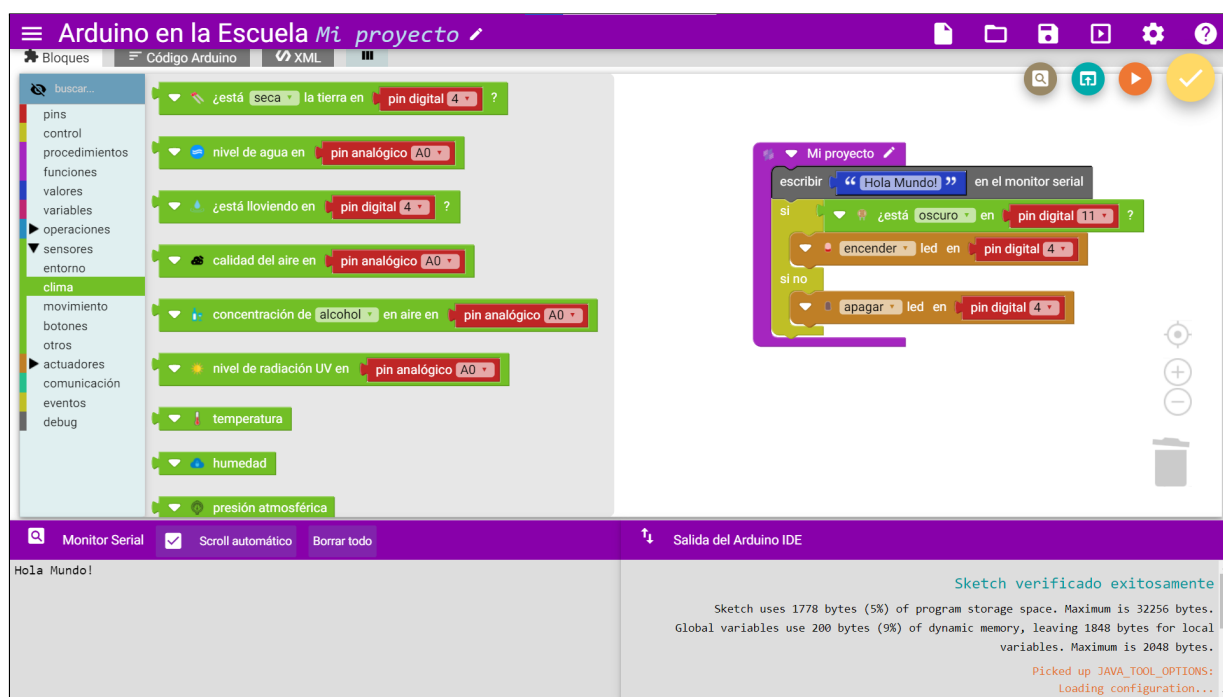 Arduino en la Escuela Mi proyecto
Bloques
Código Arduino
XML
buscar...
pins
control
procedimientos
funciones
valores
variables
operaciones
sensores
entorno
clima
movimiento
botones
otros
actuadores
comunicación
eventos
debug
¿está seca la tierra en pin digital 4 ?
nivel de agua en pin analógico A0
¿está lloviendo en pin digital 4 ?
calidad del aire en pin analógico A0
concentración de alcohol en aire en pin analógico A0
nivel de radiación UV en pin analógico A0
temperatura
humedad
presión atmosférica
Mi proyecto
escribir “ Hola Mundo! ” en el monitor serial
si ¿está oscuro en pin digital 11 ?
encender led en pin digital 4
si no
apagar led en pin digital 4
Monitor Serial Scroll automático Borrar todo
Hola Mundo!
Salida del Arduino IDE
Sketch verificado exitosamente
Sketch uses 1778 bytes (5%) of program storage space. Maximum is 32256 bytes.
Global variables use 200 bytes (9%) of dynamic memory, leaving 1848 bytes for local
variables. Maximum is 2048 bytes.
Picked up JAVA_TOOL_OPTIONS:
Loading configuration...